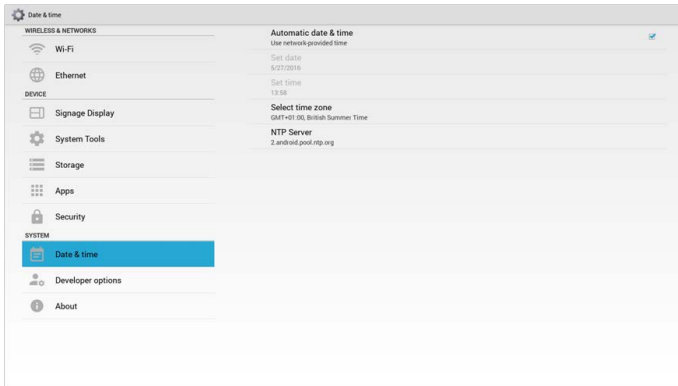 Date & time
WIRELESS & NETWORKS
Wi-Fi
Ethernet
DEVICE
Signage Display
System Tools
Storage
Apps
Security
SYSTEM
Date & time
Developer options
About
Automatic date & time
Use network-provided time
Set date
5/27/2016
Set time
13:56
Select time zone
GMT+01:00, British Summer Time
NTP Server
2.android.pool.ntp.org